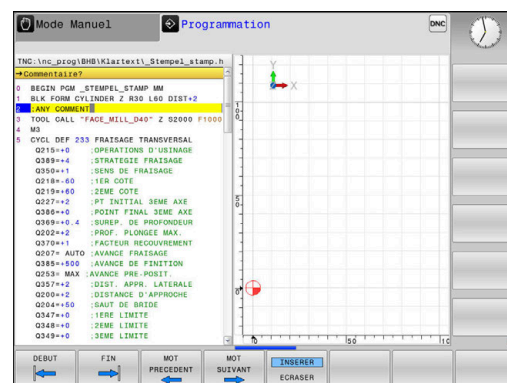 Mode Manuel
Programmation
DNC
TNC:\nc_prog\BHB\Klartext\_Stempel_stamp.h
→Commentaire?
0 BEGIN PGM _STEMPEL_STAMP MM
1 BLK FORM CYLINDER Z R30 L60 DIST+2
2 ;ANY COMMENT
3 TOOL CALL "FACE_MILL_D40" Z S2000 F1000
4 M3
5 CYCL DEF 233 FRAISAGE TRANSVERSAL
Q215=+0 ;OPERATIONS D'USINAGE
Q389=+4 ;STRATEGIE FRAISAGE
Q350=+1 ;SENS DE FRAISAGE
Q218=-60 ;1ER COTE
Q219=+60 ;2EME COTE
Q227=+2 ;PT INITIAL 3EME AXE
Q386=+0 ;POINT FINAL 3EME AXE
Q369=+0.4 ;SUREP. DE PROFONDEUR
Q202=+2 ;PROF. PLONGEE MAX.
Q370=+1 ;FACTEUR RECOUVREMENT
Q207= AUTO ;AVANCE FRAISAGE
Q385=+500 ;AVANCE DE FINITION
Q253= MAX ;AVANCE PRE-POSIT.
Q357=+2 ;DIST. APPR. LATERALE
Q200=+2 ;DISTANCE D'APPROCHE
Q204=+50 ;SAUT DE BRIDE
Q347=+0 ;1ERE LIMITE
Q348=+0 ;2EME LIMITE
Q349=+0 ;3EME LIMITE
Y
X
100
50
0
0
50
DEBUT
FIN
MOT PRECEDENT
MOT SUIVANT
INSERER
ECRASER